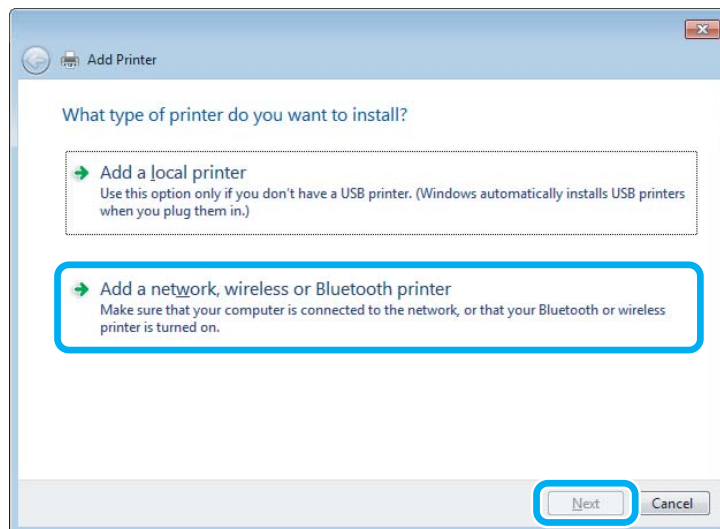 Add Printer
What type of printer do you want to install?
Add a local printer
Use this option only if you don't have a USB printer. (Windows automatically installs USB printers
when you plug them in.)
Add a network, wireless or Bluetooth printer
Make sure that your computer is connected to the network, or that your Bluetooth or wireless
printer is turned on.
Next Cancel